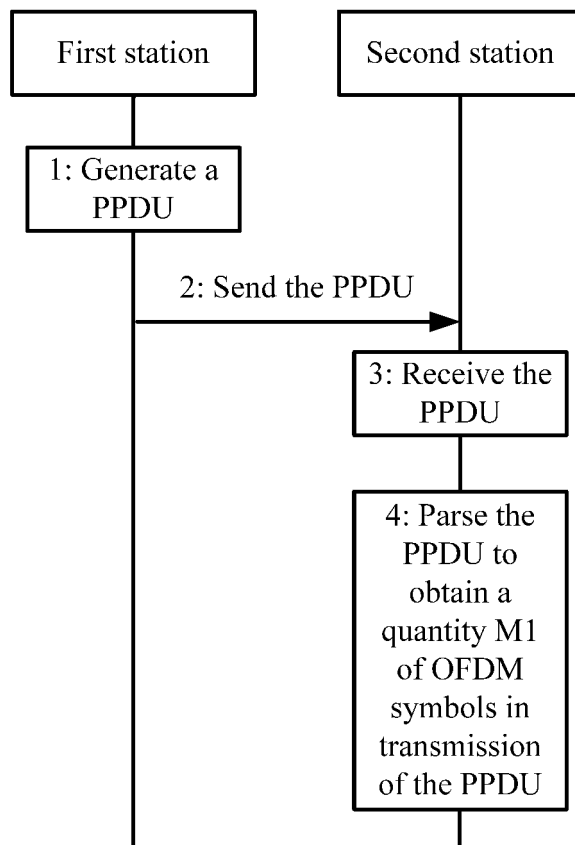 First station
Second station
1: Generate a
PPDU
2: Send the PPDU
3: Receive the
PPDU
4: Parse the
PPDU to
obtain a
quantity M1
of OFDM
symbols in
transmission
of the PPDU